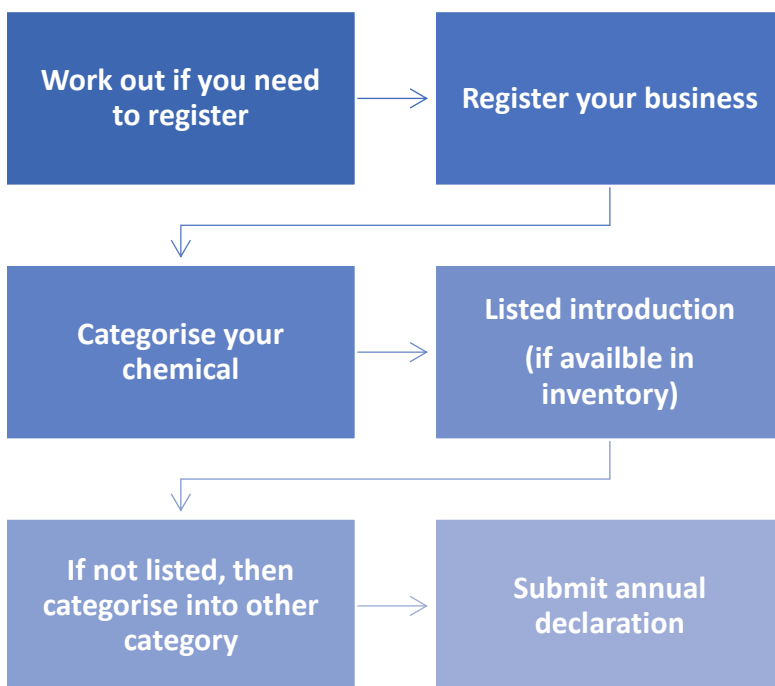 Work out if you need
to register
Register your business
Categorise your
chemical
Listed introduction
(if availble in
inventory)
If not listed, then
categorise into other
category
Submit annual
declaration